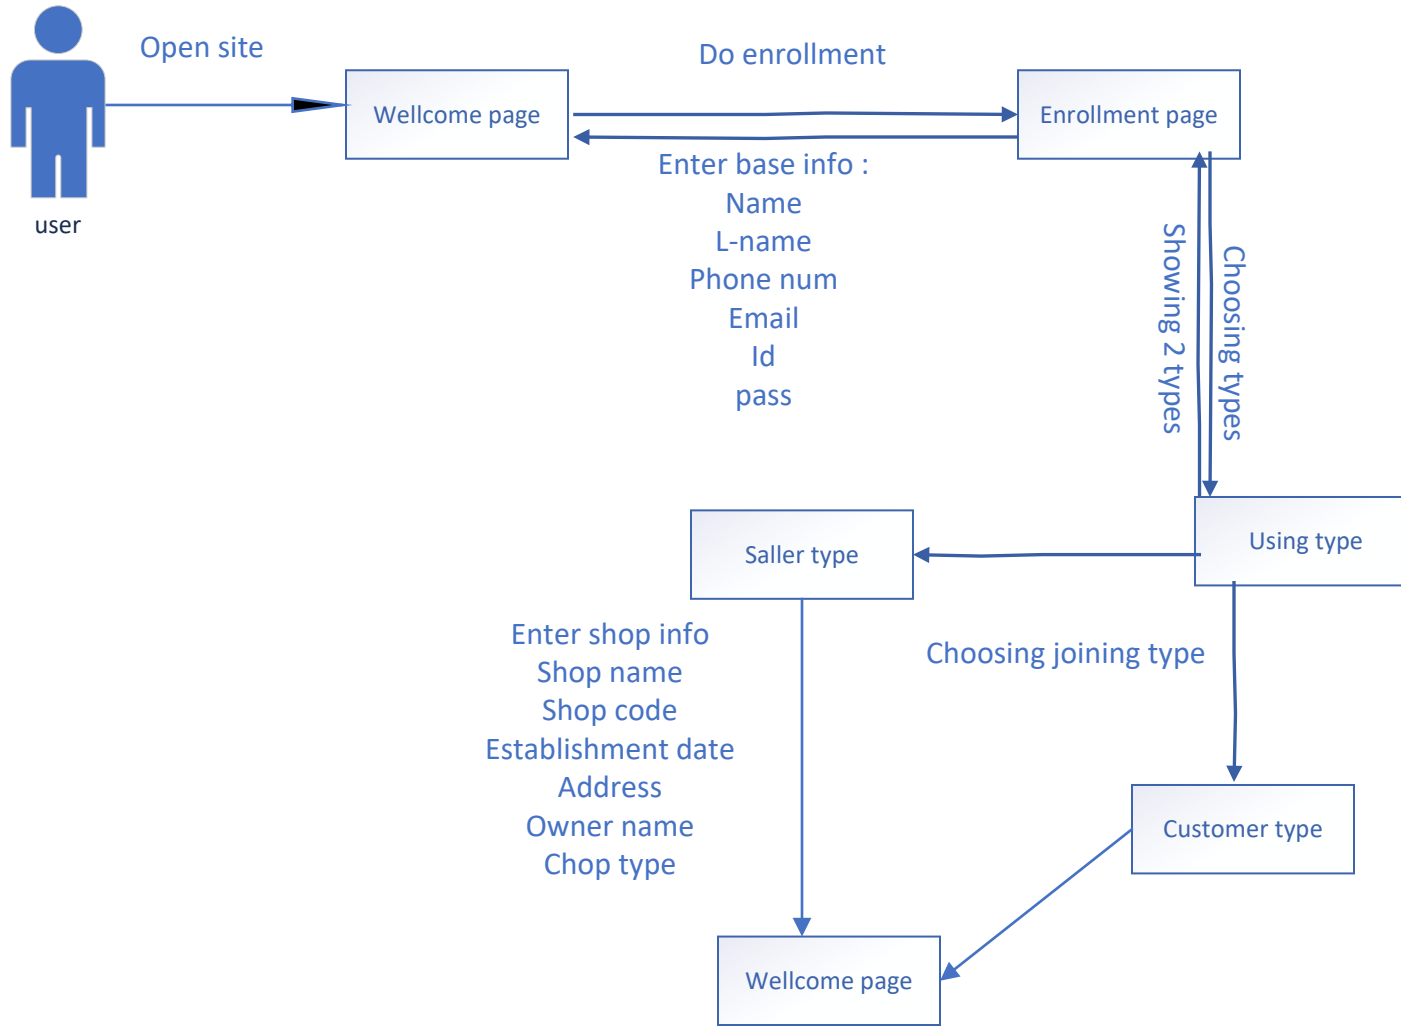 Open site
Do enrollment
Wellcome page
Enrollment page
user
Enter base info :
Name
L-name
Phone num
Email
Id
pass
Showing 2 types
Choosing types
Saller type
Using type
Enter shop info
Shop name
Shop code
Establishment date
Address
Owner name
Chop type
Choosing joining type
Customer type
Wellcome page